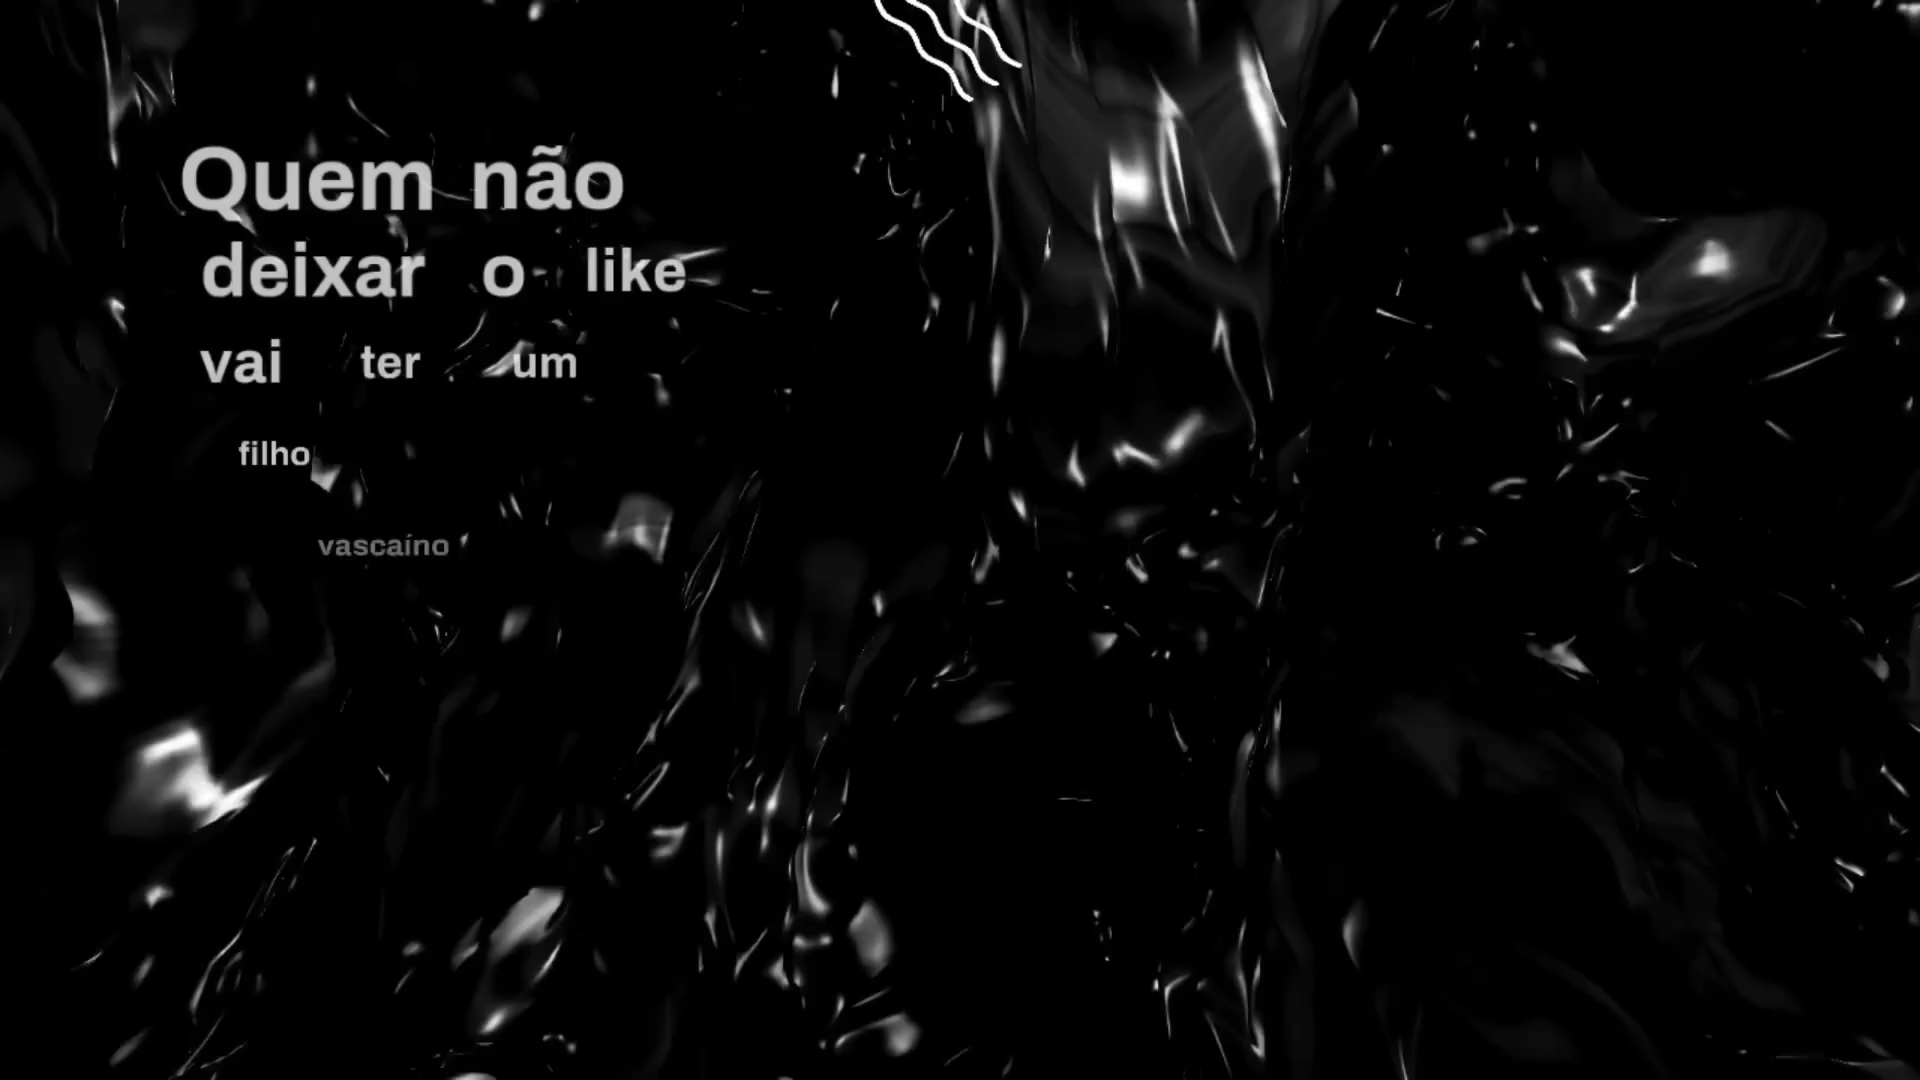 Quem não
deixar o like
vai ter um
filho
vascaíno